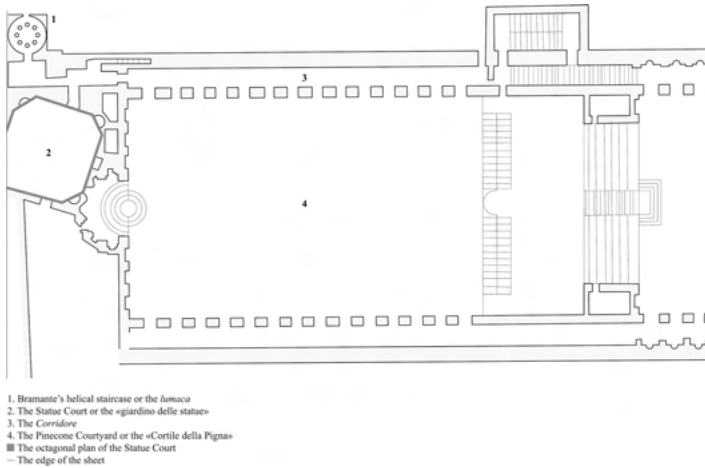 1
3
2
4
1. Bramante's helical staircase or the lumaca
2. The Statue Court or the «giardino delle statue»
3. The Corridore
4. The Pinecone Courtyard or the «Cortile della Pigna»
The octagonal plan of the Statue Court
The edge of the sheet